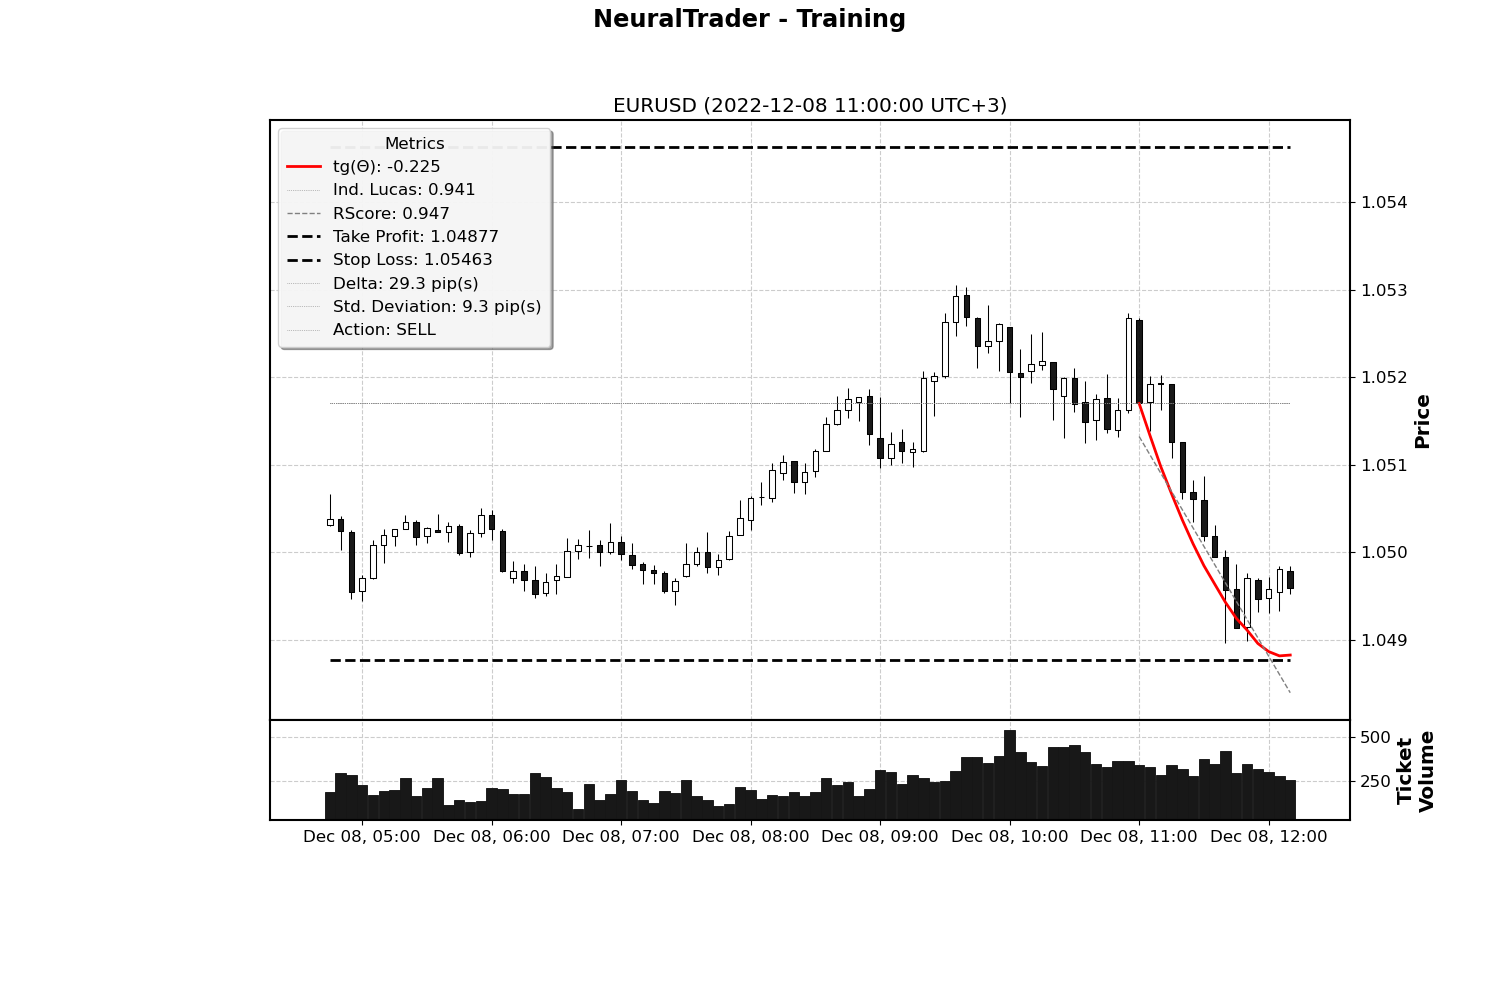 NeuralTrader - Training
EURUSD (2022-12-08 11:00:00 UTC+3)
Metrics
tg(Θ): -0.225
Ind. Lucas: 0.941
RScore: 0.947
Take Profit: 1.04877
Stop Loss: 1.05463
Delta: 29.3 pip(s)
Std. Deviation: 9.3 pip(s)
Action: SELL
1.054
1.053
1.052
1.051
1.050
1.049
Price
500
250
Ticket
Volume
Dec 08, 05:00
Dec 08, 06:00
Dec 08, 07:00
Dec 08, 08:00
Dec 08, 09:00
Dec 08, 10:00
Dec 08, 11:00
Dec 08, 12:00